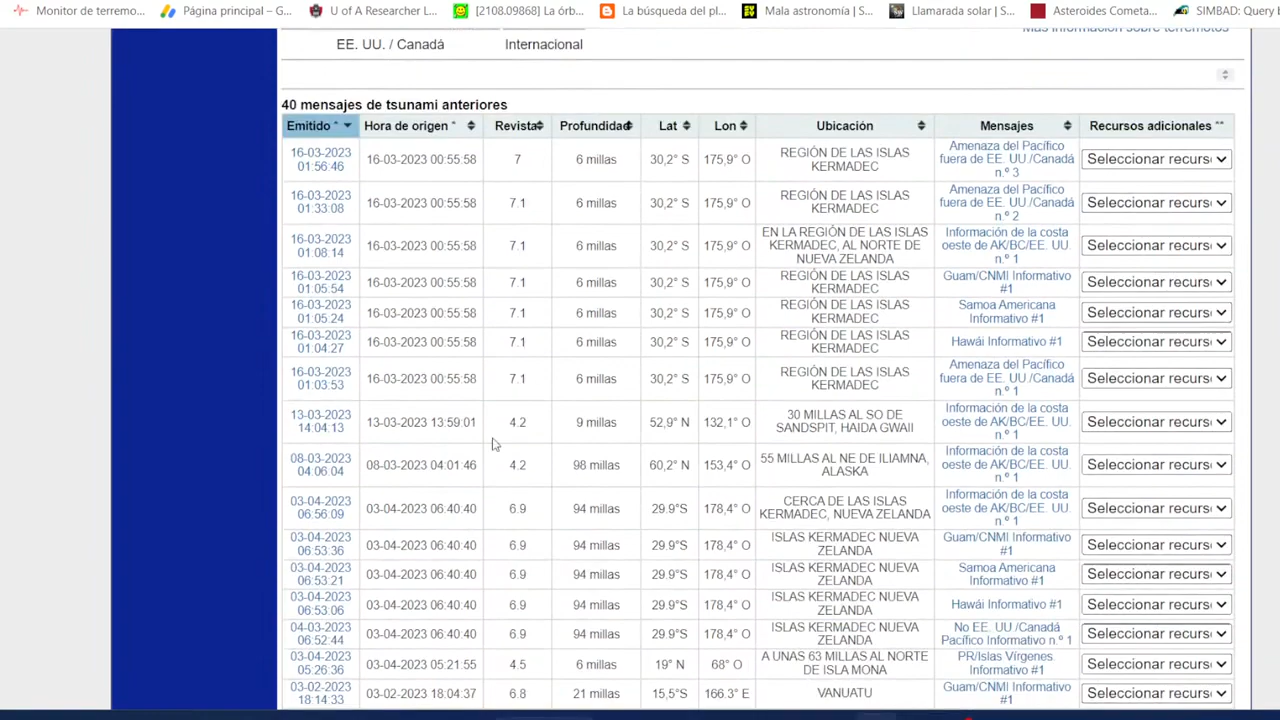 Monitor de terremo... Página principal – G... U of A Researcher L... [2108.09868] La órb... La búsqueda del pl... Mala astronomía | S... Llamarada solar | S... Asteroides Cometa... SIMBAD: Query b
Más información sobre terremotos
EE. UU. / Canadá Internacional
40 mensajes de tsunami anteriores
Emitido ^ Hora de origen ^ Revista Profundidad Lat Lon Ubicación Mensajes Recursos adicionales **
16-03-2023
01:56:46
16-03-2023 00:55:58 7 6 millas 30,2° S 175,9° O
REGIÓN DE LAS ISLAS
KERMADEC
Amenaza del Pacífico
fuera de EE. UU./Canadá
n.º 3
Seleccionar recurs
16-03-2023
01:33:08
16-03-2023 00:55:58 7.1 6 millas 30,2° S 175,9° O
REGIÓN DE LAS ISLAS
KERMADEC
Amenaza del Pacífico
fuera de EE. UU./Canadá
n.º 2
Seleccionar recurs
16-03-2023
01:08:14
16-03-2023 00:55:58 7.1 6 millas 30,2° S 175,9° O
EN LA REGIÓN DE LAS ISLAS
KERMADEC, AL NORTE DE
NUEVA ZELANDA
Información de la costa
oeste de AK/BC/EE. UU.
n.º 1
Seleccionar recurs
16-03-2023
01:05:54
16-03-2023 00:55:58 7.1 6 millas 30,2° S 175,9° O
REGIÓN DE LAS ISLAS
KERMADEC
Guam/CNMI Informativo
#1
Seleccionar recurs
16-03-2023
01:05:24
16-03-2023 00:55:58 7.1 6 millas 30,2° S 175,9° O
REGIÓN DE LAS ISLAS
KERMADEC
Samoa Americana
Informativo #1
Seleccionar recurs
16-03-2023
01:04:27
16-03-2023 00:55:58 7.1 6 millas 30,2° S 175,9° O
REGIÓN DE LAS ISLAS
KERMADEC
Hawái Informativo #1
Seleccionar recurs
16-03-2023
01:03:53
16-03-2023 00:55:58 7.1 6 millas 30,2° S 175,9° O
REGIÓN DE LAS ISLAS
KERMADEC
Amenaza del Pacífico
fuera de EE. UU./Canadá
n.º 1
Seleccionar recurs
13-03-2023
14:04:17
13-03-2023 13:59:01 4.2 9 millas 52,9° N 132,1° O
30 MILLAS AL SO DE
SANDSPIT, HAIDA GWAII
Información de la costa
oeste de AK/BC/EE. UU.
n.º 1
Seleccionar recurs
08-03-2023
04:06:04
08-03-2023 04:01:46 4.2 98 millas 60,2° N 153,4° O
55 MILLAS AL NE DE ILIAMNA,
ALASKA
Información de la costa
oeste de AK/BC/EE. UU.
n.º 1
Seleccionar recurs
03-04-2023
06:56:09
03-04-2023 06:40:40 6.9 94 millas 29.9°S 178,4° O
CERCA DE LAS ISLAS
KERMADEC, NUEVA ZELANDA
Información de la costa
oeste de AK/BC/EE. UU.
n.º 1
Seleccionar recurs
03-04-2023
06:53:36
03-04-2023 06:40:40 6.9 94 millas 29.9°S 178,4° O
ISLAS KERMADEC NUEVA
ZELANDA
Guam/CNMI Informativo
#1
Seleccionar recurs
03-04-2023
06:53:21
03-04-2023 06:40:40 6.9 94 millas 29.9°S 178,4° O
ISLAS KERMADEC NUEVA
ZELANDA
Samoa Americana
Informativo #1
Seleccionar recurs
03-04-2023
06:53:06
03-04-2023 06:40:40 6.9 94 millas 29.9°S 178,4° O
ISLAS KERMADEC NUEVA
ZELANDA
Hawái Informativo #1
Seleccionar recurs
04-03-2023
06:52:44
03-04-2023 06:40:40 6.9 94 millas 29.9°S 178,4° O
ISLAS KERMADEC NUEVA
ZELANDA
No EE. UU./Canadá
Pacífico Informativo n.º 1
Seleccionar recurs
03-04-2023
05:26:36
03-04-2023 05:21:55 4.5 6 millas 19° N 68° O
A UNAS 63 MILLAS AL NORTE
DE ISLA MONA
PR/Islas Vírgenes
Informativo #1
Seleccionar recurs
03-02-2023
18:14:33
03-02-2023 18:04:37 6.8 21 millas 15,5°S 166.3° E
VANUATU
Guam/CNMI Informativo
#1
Seleccionar recurs